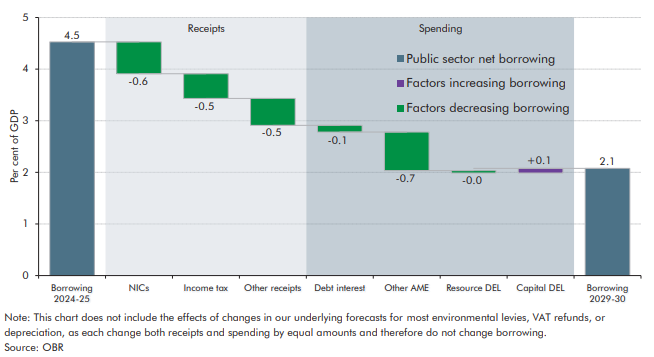 5
4
3
2
1
0
Per cent of GDP
Receipts
Spending
Public sector net borrowing
Factors increasing borrowing
Factors decreasing borrowing
4.5
-0.6
-0.5
-0.5
-0.1
-0.7
-0.0
+0.1
2.1
Borrowing
2024-25
NICs
Income tax
Other receipts
Debt interest
Other AME
Resource DEL
Capital DEL
Borrowing
2029-30
Note: This chart does not include the effects of changes in our underlying forecasts for most environmental levies, VAT refunds, or
depreciation, as each change both receipts and spending by equal amounts and therefore do not change borrowing.
Source: OBR